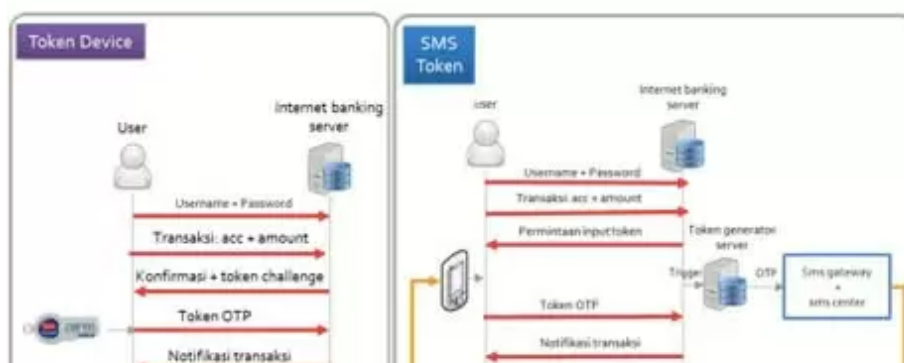 Token Device
Internet banking
server
User
Username + Password
Transaksi: acc + amount
Konfirmasi + token challenge
Token OTP
Notifikasi transaksi
SMS
Token
user
Internet banking
server
Username + Password
Transaksi: acc + amount
Permintaan input token
Token generator
server
Trigger
OTP
Sms gateway
+
sms center
Token OTP
Notifikasi transaksi